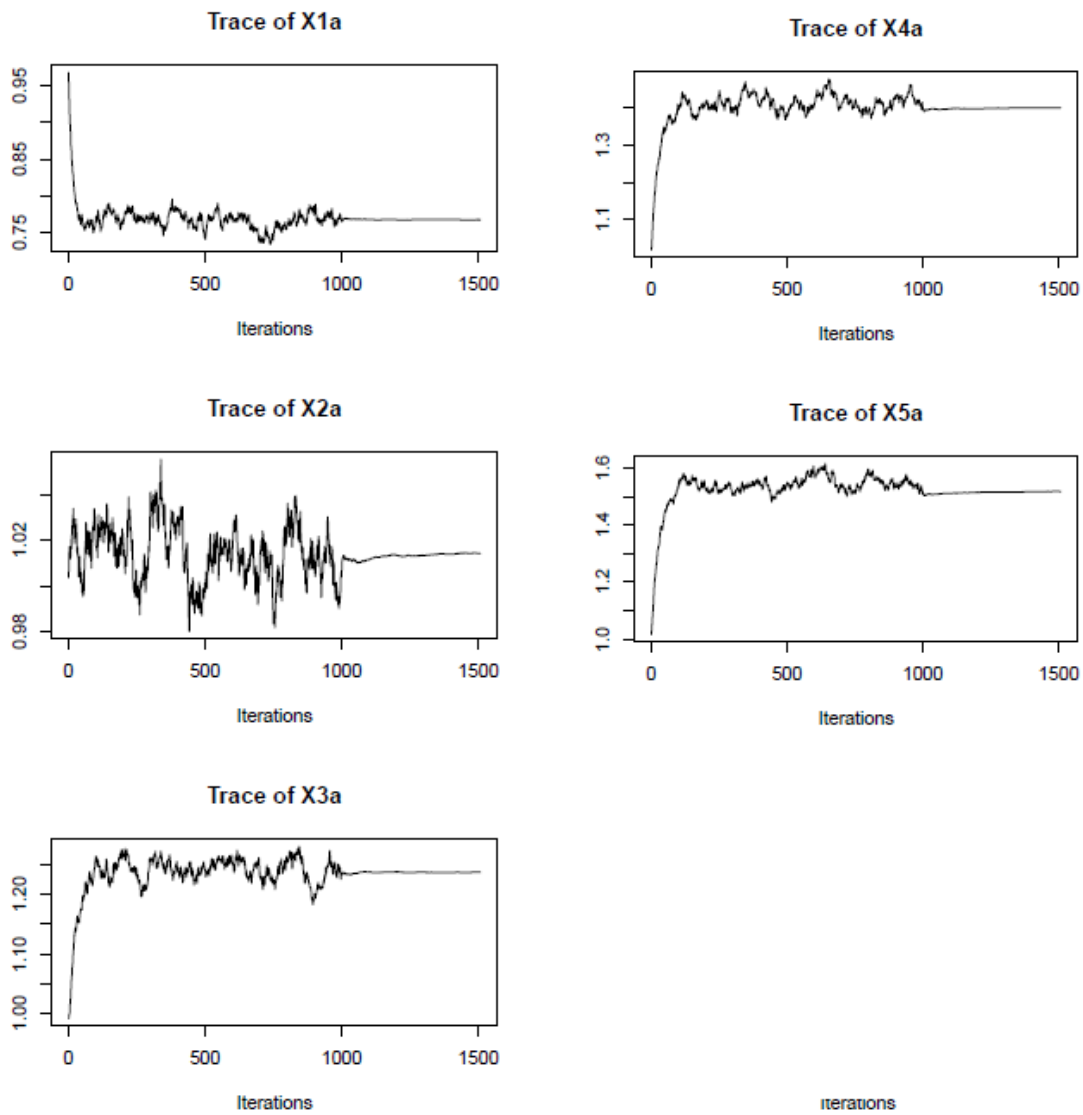 Trace of X1a
0.95
0.85
0.75
0 500 1000 1500
Iterations
Trace of X4a
1.3
1.1
0 500 1000 1500
Iterations
Trace of X2a
1.02
0.98
0 500 1000 1500
Iterations
Trace of X5a
1.6
1.4
1.2
1.0
0 500 1000 1500
Iterations
Trace of X3a
1.20
1.10
1.00
0 500 1000 1500
Iterations
Iterations